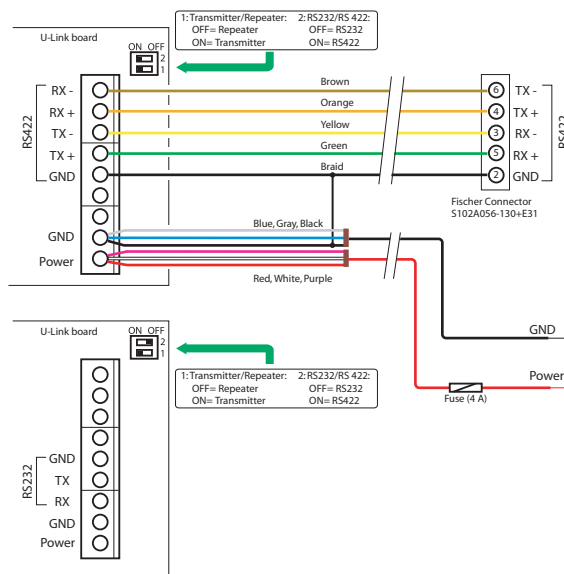 U-Link board
ON OFF
2
1
1: Transmitter/Repeater: 2: RS232/RS 422:
OFF= Repeater OFF= RS232
ON= Transmitter ON= RS422
RS422
RX -
RX +
TX -
TX +
GND
GND
Power
Brown
Orange
Yellow
Green
Braid
Blue, Gray, Black
Red, White, Purple
6 TX -
4 TX +
3 RX -
5 RX +
2 GND
RS422
Fischer Connector
S102A056-130+E31
GND
Power
Fuse (4 A)
U-Link board
ON OFF
2
1
1: Transmitter/Repeater: 2: RS232/RS 422:
OFF= Repeater OFF= RS232
ON= Transmitter ON= RS422
RS232
GND
TX
RX
GND
Power